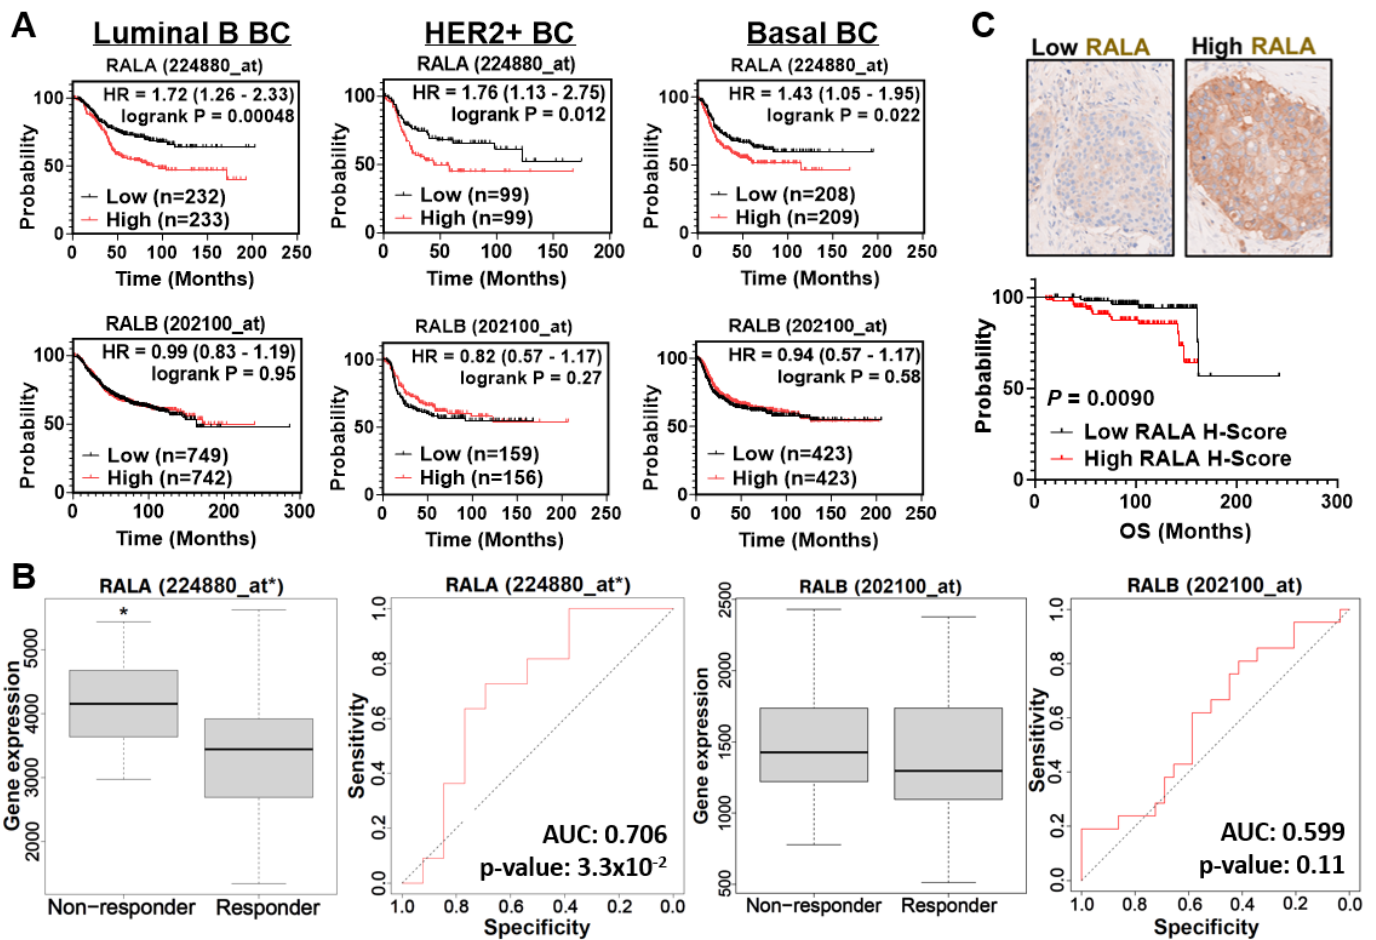 A
Luminal B BC
HER2+ BC
Basal BC
RALA (224880_at)
HR = 1.72 (1.26 - 2.33)
logrank P = 0.00048
Probability
100
50
0
Low (n=232)
High (n=233)
0 50 100 150 200 250
Time (Months)
RALA (224880_at)
HR = 1.76 (1.13 - 2.75)
logrank P = 0.012
Probability
100
50
0
Low (n=99)
High (n=99)
0 50 100 150 200 250
Time (Months)
RALA (224880_at)
HR = 1.43 (1.05 - 1.95)
logrank P = 0.022
Probability
100
50
0
Low (n=208)
High (n=209)
0 50 100 150 200 250
Time (Months)
RALB (202100_at)
HR = 0.99 (0.83 - 1.19)
logrank P = 0.95
Probability
100
50
0
Low (n=749)
High (n=742)
0 100 200 300
Time (Months)
RALB (202100_at)
HR = 0.82 (0.57 - 1.17)
logrank P = 0.27
Probability
100
50
0
Low (n=159)
High (n=156)
0 50 100 150 200 250
Time (Months)
RALB (202100_at)
HR = 0.94 (0.57 - 1.17)
logrank P = 0.58
Probability
100
50
0
Low (n=423)
High (n=423)
0 50 100 150 200 250
Time (Months)
C
Low RALA
High RALA
Probability
100
50
0
P = 0.0090
Low RALA H-Score
High RALA H-Score
0 100 200 300
OS (Months)
B
RALA (224880_at*)
Gene expression
5000
4000
3000
2000
*
Non-responder
Responder
RALA (224880_at*)
Sensitivity
1.0
0.8
0.6
0.4
0.2
0.0
AUC: 0.706
p-value: 3.3x10-2
1.0 0.8 0.6 0.4 0.2 0.0
Specificity
RALB (202100_at)
Gene expression
2500
2000
1500
1000
500
Non-responder
Responder
RALB (202100_at)
Sensitivity
1.0
0.8
0.6
0.4
0.2
0.0
AUC: 0.599
p-value: 0.11
1.0 0.8 0.6 0.4 0.2 0.0
Specificity